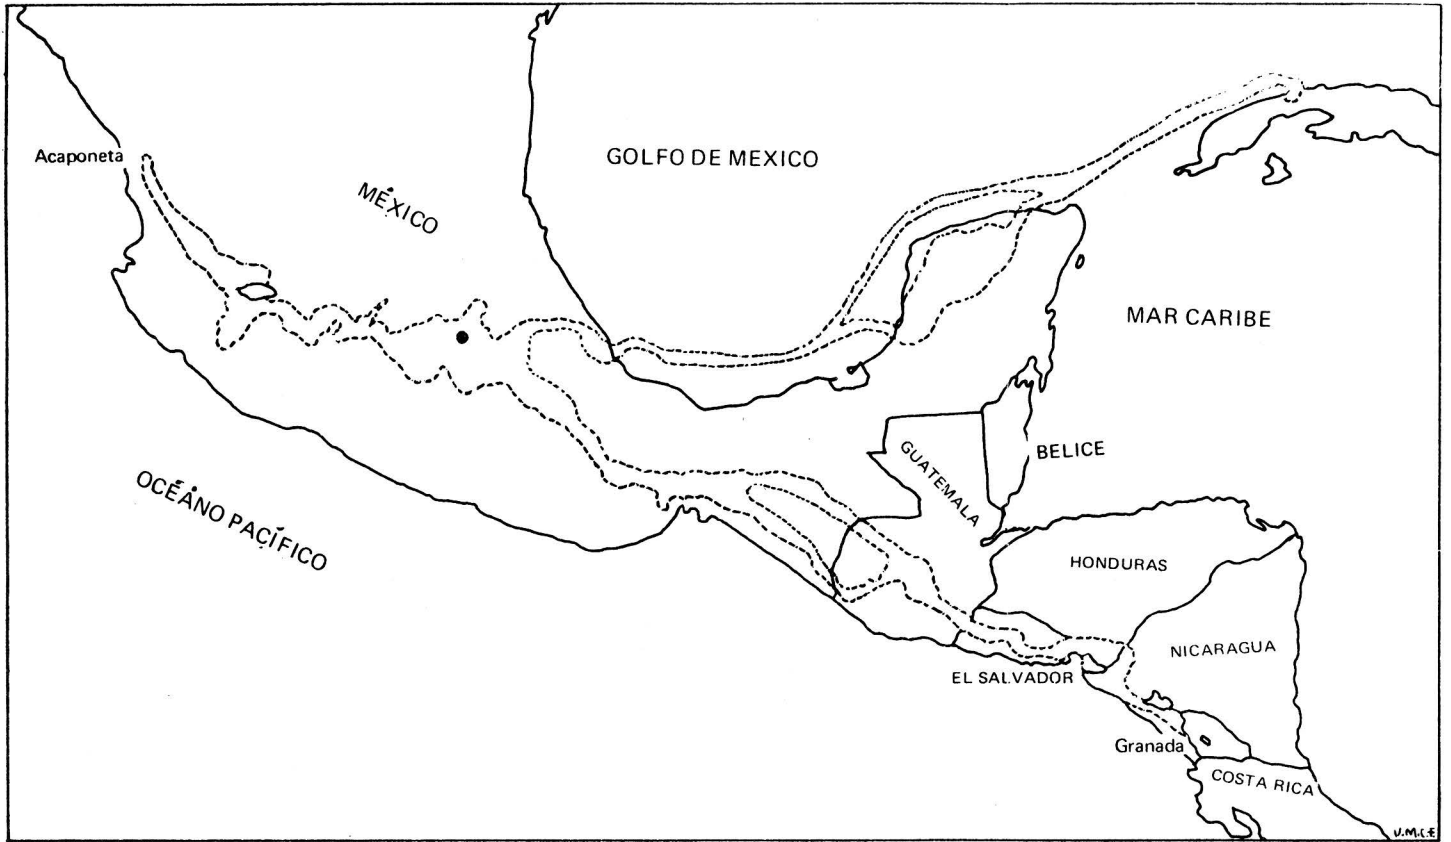 Acaponeta
MÉXICO
GOLFO DE MEXICO
MAR CARIBE
OCÉANO PACÍFICO
GUATEMALA
BELICE
HONDURAS
NICARAGUA
EL SALVADOR
Granada
COSTA RICA